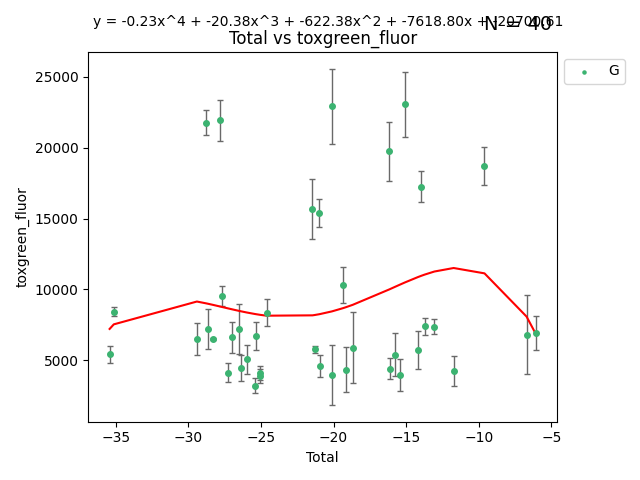 y = -0.23x^4 + -20.38x^3 + -622.38x^2 + -7618.80x +
N = 40
Total vs toxgreen_fluor
G
25000
20000
15000
10000
5000
toxgreen_fluor
−35 −30 −25 −20 −15 −10 −5
Total